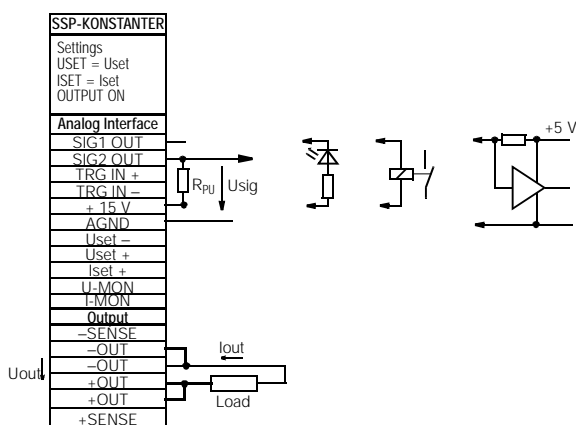 SSP-KONSTANTER
Settings
USET = Uset
ISET = Iset
OUTPUT ON
Analog Interface
SIG1 OUT
SIG2 OUT
TRG IN +
TRG IN –
+ 15 V
AGND
Uset –
Uset +
Iset +
U-MON
I-MON
Output
–SENSE
–OUT
–OUT
+OUT
+OUT
+SENSE
RPU
Usig
+5 V
Uout
Iout
Load